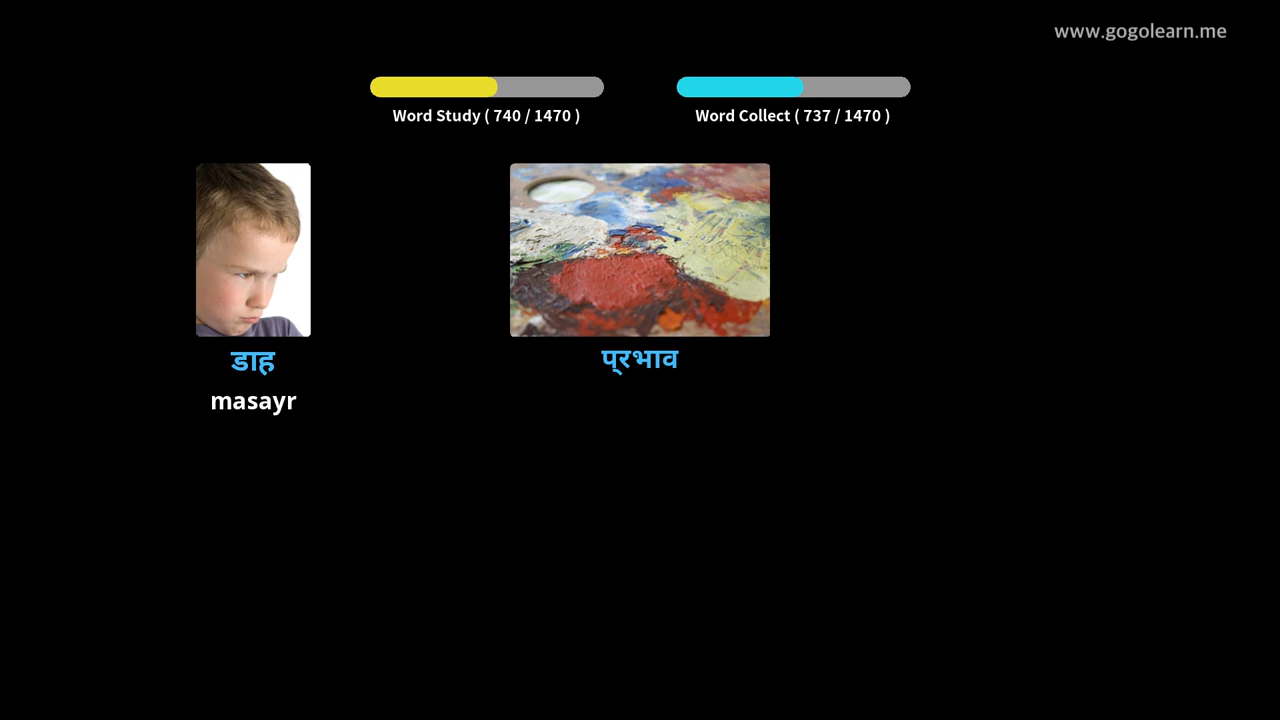 www.gogolearn.me
Word Study ( 740 / 1470 )
Word Collect ( 737 / 1470 )
डाह
masayr
प्रभाव